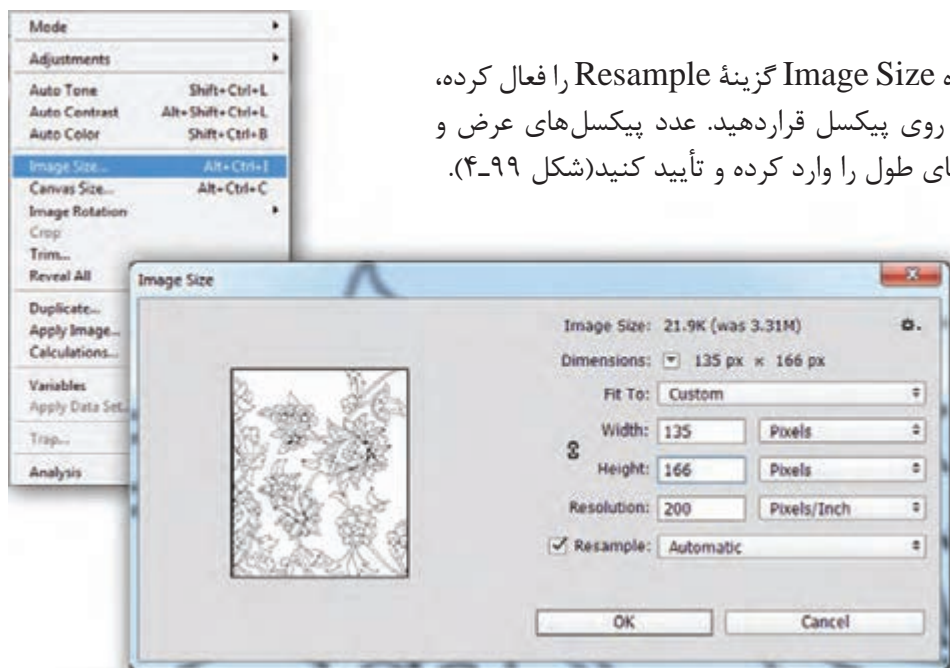 Mode
Adjustments
Auto Tone Shift+Ctrl+L
Auto Contrast Alt+Shift+Ctrl+L
Auto Color Shift+Ctrl+B
Image Size... Alt+Ctrl+I
Canvas Size... Alt+Ctrl+C
Image Rotation
Crop
Trim...
Reveal All
Duplicate...
Apply Image...
Calculations...
Variables
Apply Data Set...
Trap...
Analysis
Image Size گزینهٔ Resample را فعال کرده،
روی پیکسل قراردهید. عدد پیکسل‌های عرض و
طول را وارد کرده و تأیید کنید(شکل ۹۹ـ۴).
Image Size
Image Size: 21.9K (was 3.31M)
Dimensions: 135 px × 166 px
Fit To: Custom
Width: 135 Pixels
Height: 166 Pixels
Resolution: 200 Pixels/Inch
Resample: Automatic
OK Cancel